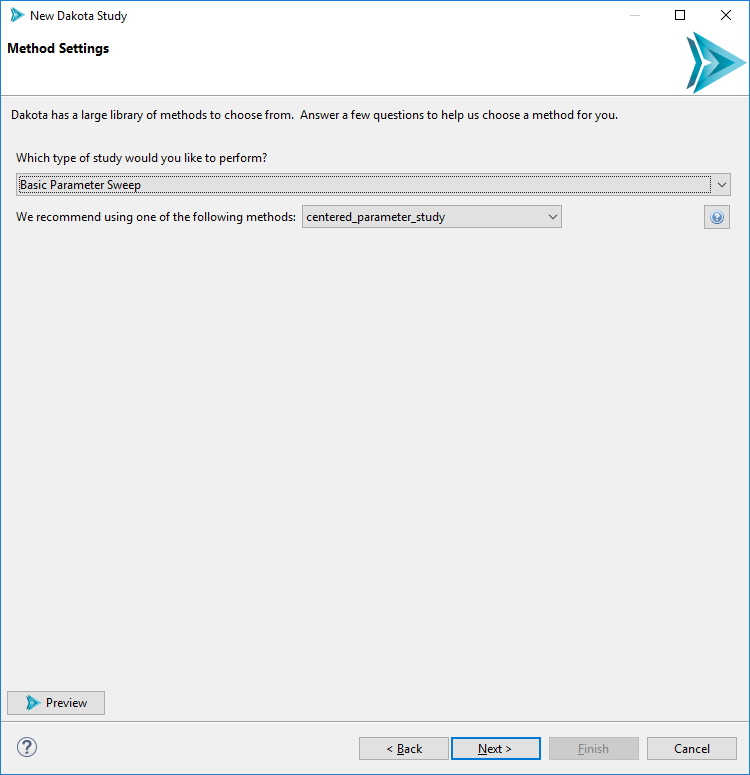 New Dakota Study
Method Settings
Dakota has a large library of methods to choose from.  Answer a few questions to help us choose a method for you.
Which type of study would you like to perform?
Basic Parameter Sweep
We recommend using one of the following methods: centered_parameter_study
Preview
< Back Next > Finish Cancel